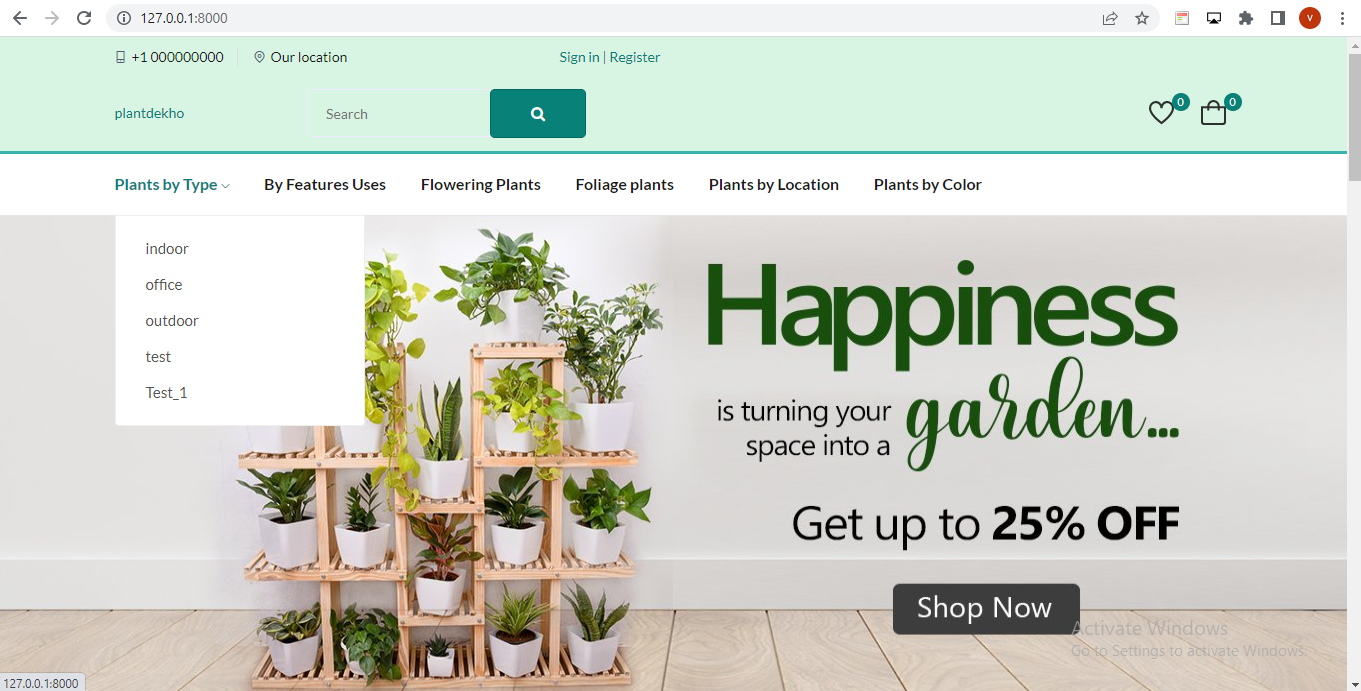 127.0.0.1:8000
V
+1 000000000
Our location
Sign in | Register
plantdekho
Search
0
0
Plants by Type
By Features Uses
Flowering Plants
Foliage plants
Plants by Location
Plants by Color
indoor
office
outdoor
test
Test_1
Happiness
is turning your
space into a
garden...
Get up to 25% OFF
Shop Now
Activate Windows
Go to Settings to activate Windows.
127.0.0.1:8000